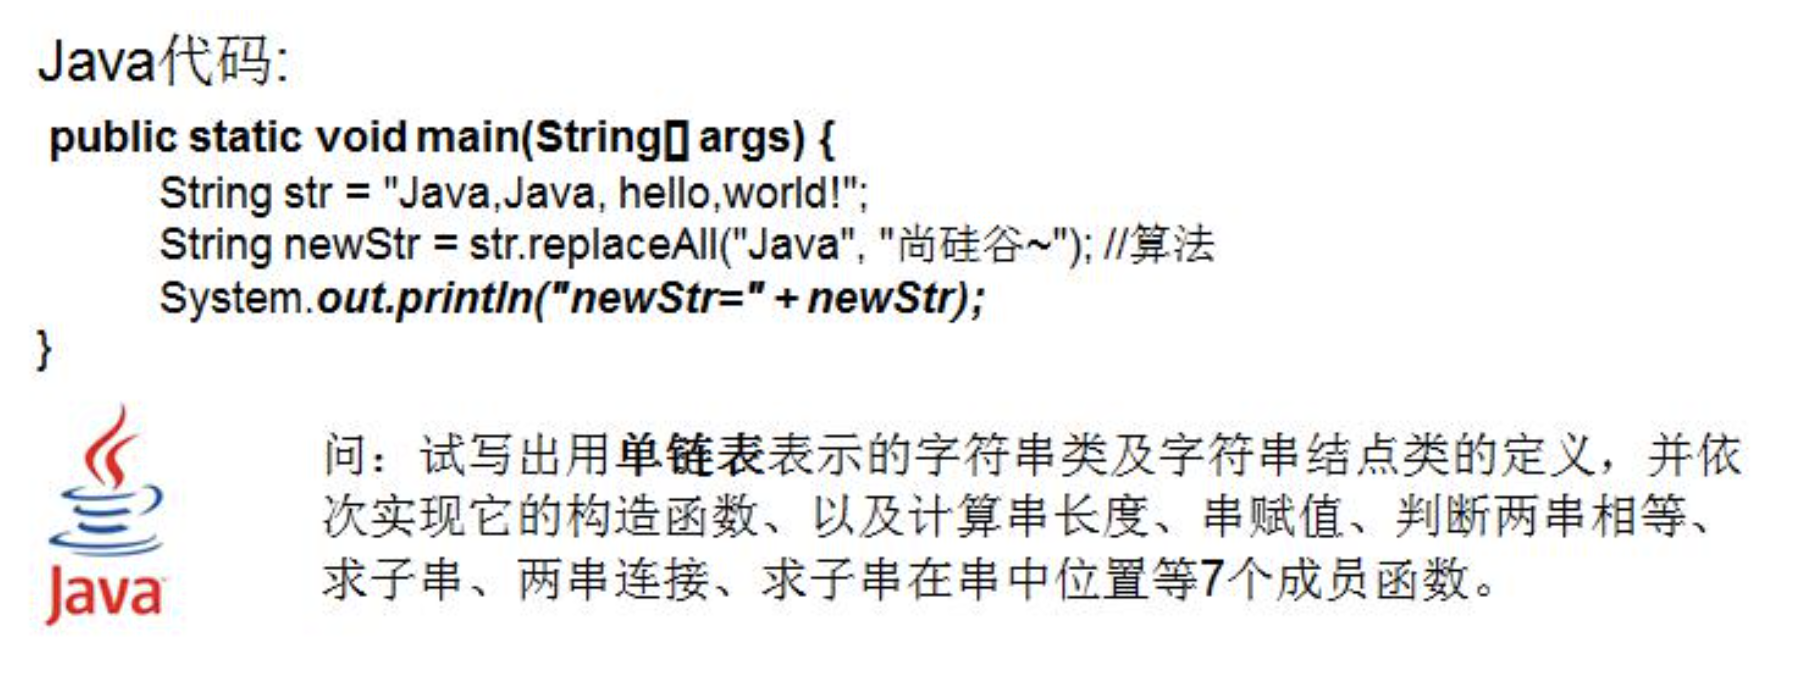 Java代码:
public static void main(String[] args) {
String str = "Java,Java, hello,world!";
String newStr = str.replaceAll("Java", "尚硅谷~"); //算法
System.out.println("newStr=" + newStr);
}
问：试写出用单链表表示的字符串类及字符串结点类的定义，并依
次实现它的构造函数、以及计算串长度、串赋值、判断两串相等、
求子串、两串连接、求子串在串中位置等7个成员函数。
Java